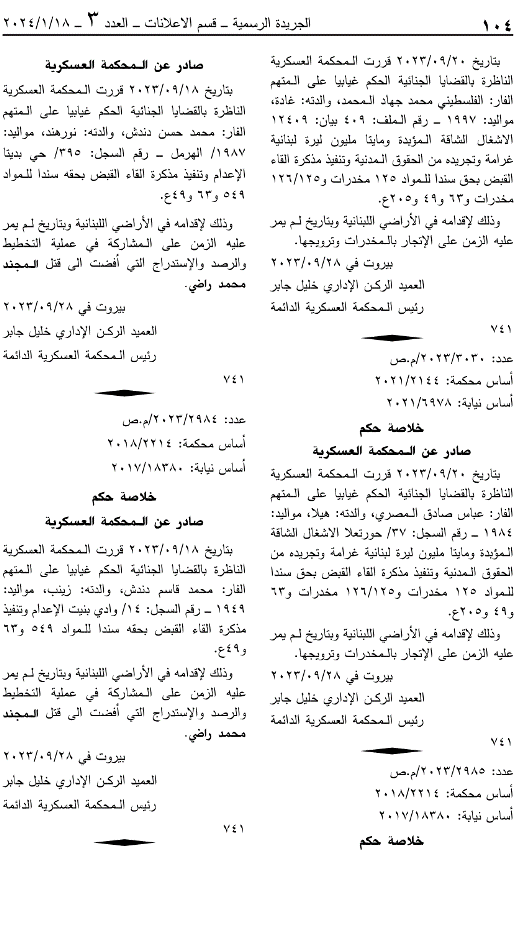 ١٠٤
الجريدة الرسمية ـ قسم الاعلانات ـ العدد ٣ ـ ٢٠٢٤/١/١٨
بتاريخ ٢٠٢٣/٠٩/٢٠ قررت المحكمة العسكرية
الناظرة بالقضايا الجنائية الحكم غيابيا على المتهم
الفار: الفلسطيني محمد جهاد المحمد، والدته: غادة،
مواليد: ١٩٩٧ ـ رقم الملف: ٤٠٩ بيان: ١٢٤٠٩
الاشغال الشاقة المؤبدة ومايتا مليون ليرة لبنانية
غرامة وتجريده من الحقوق المدنية وتنفيذ مذكرة القاء
القبض بحق سندا للمواد ١٢٥ مخدرات و١٢٦/١٢٥
مخدرات و٦٣ و٤٩ و٢٠٥ع.
وذلك لإقدامه في الأراضي اللبنانية وبتاريخ لم يمر
عليه الزمن على الإتجار بالمخدرات وترويجها.
بيروت في ٢٠٢٣/٠٩/٢٨
العميد الركن الإداري خليل جابر
رئيس المحكمة العسكرية الدائمة
٧٤١
عدد: ٢٠٢٣/٣٠٣٠/م.ص
أساس محكمة: ٢٠٢١/٢١٤٤
أساس نيابة: ٢٠٢١/٦٩٧٨
خلاصة حكم
صادر عن المحكمة العسكرية
بتاريخ ٢٠٢٣/٠٩/٢٠ قررت المحكمة العسكرية
الناظرة بالقضايا الجنائية الحكم غيابيا على المتهم
الفار: عباس صادق المصري، والدته: هيلا، مواليد:
١٩٨٤ ـ رقم السجل: ٣٧/ حورتعلا الاشغال الشاقة
المؤبدة ومايتا مليون ليرة لبنانية غرامة وتجريده من
الحقوق المدنية وتنفيذ مذكرة القاء القبض بحق سندا
للمواد ١٢٥ مخدرات و١٢٦/١٢٥ مخدرات و٦٣
و٤٩ و٢٠٥ع.
وذلك لإقدامه في الأراضي اللبنانية وبتاريخ لم يمر
عليه الزمن على الإتجار بالمخدرات وترويجها.
بيروت في ٢٠٢٣/٠٩/٢٨
العميد الركن الإداري خليل جابر
رئيس المحكمة العسكرية الدائمة
٧٤١
عدد: ٢٠٢٣/٢٩٨٥/م.ص
أساس محكمة: ٢٠١٨/٢٢١٤
أساس نيابة: ٢٠١٧/١٨٣٨٠
خلاصة حكم
صادر عن المحكمة العسكرية
بتاريخ ٢٠٢٣/٠٩/١٨ قررت المحكمة العسكرية
الناظرة بالقضايا الجنائية الحكم غيابيا على المتهم
الفار: محمد حسن دندش، والدته: نورهند، مواليد:
١٩٨٧/ الهرمل ـ رقم السجل: ٣٩٥/ حي بديتا
الإعدام وتنفيذ مذكرة القاء القبض بحقه سندا للمواد
٥٤٩ و٦٣ و٤٩ع.
وذلك لإقدامه في الأراضي اللبنانية وبتاريخ لم يمر
عليه الزمن على المشاركة في عملية التخطيط
والرصد والإستدراج التي أفضت الى قتل المجند
محمد راضي.
بيروت في ٢٠٢٣/٠٩/٢٨
العميد الركن الإداري خليل جابر
رئيس المحكمة العسكرية الدائمة
٧٤١
عدد: ٢٠٢٣/٢٩٨٤/م.ص
أساس محكمة: ٢٠١٨/٢٢١٤
أساس نيابة: ٢٠١٧/١٨٣٨٠
خلاصة حكم
صادر عن المحكمة العسكرية
بتاريخ ٢٠٢٣/٠٩/١٨ قررت المحكمة العسكرية
الناظرة بالقضايا الجنائية الحكم غيابيا على المتهم
الفار: محمد قاسم دندش، والدته: زينب، مواليد:
١٩٤٩ ـ رقم السجل: ١٤/ وادي بنيت الإعدام وتنفيذ
مذكرة القاء القبض بحقه سندا للمواد ٥٤٩ و٦٣
و٤٩ع.
وذلك لإقدامه في الأراضي اللبنانية وبتاريخ لم يمر
عليه الزمن على المشاركة في عملية التخطيط
والرصد والإستدراج التي أفضت الى قتل المجند
محمد راضي.
بيروت في ٢٠٢٣/٠٩/٢٨
العميد الركن الإداري خليل جابر
رئيس المحكمة العسكرية الدائمة
٧٤١